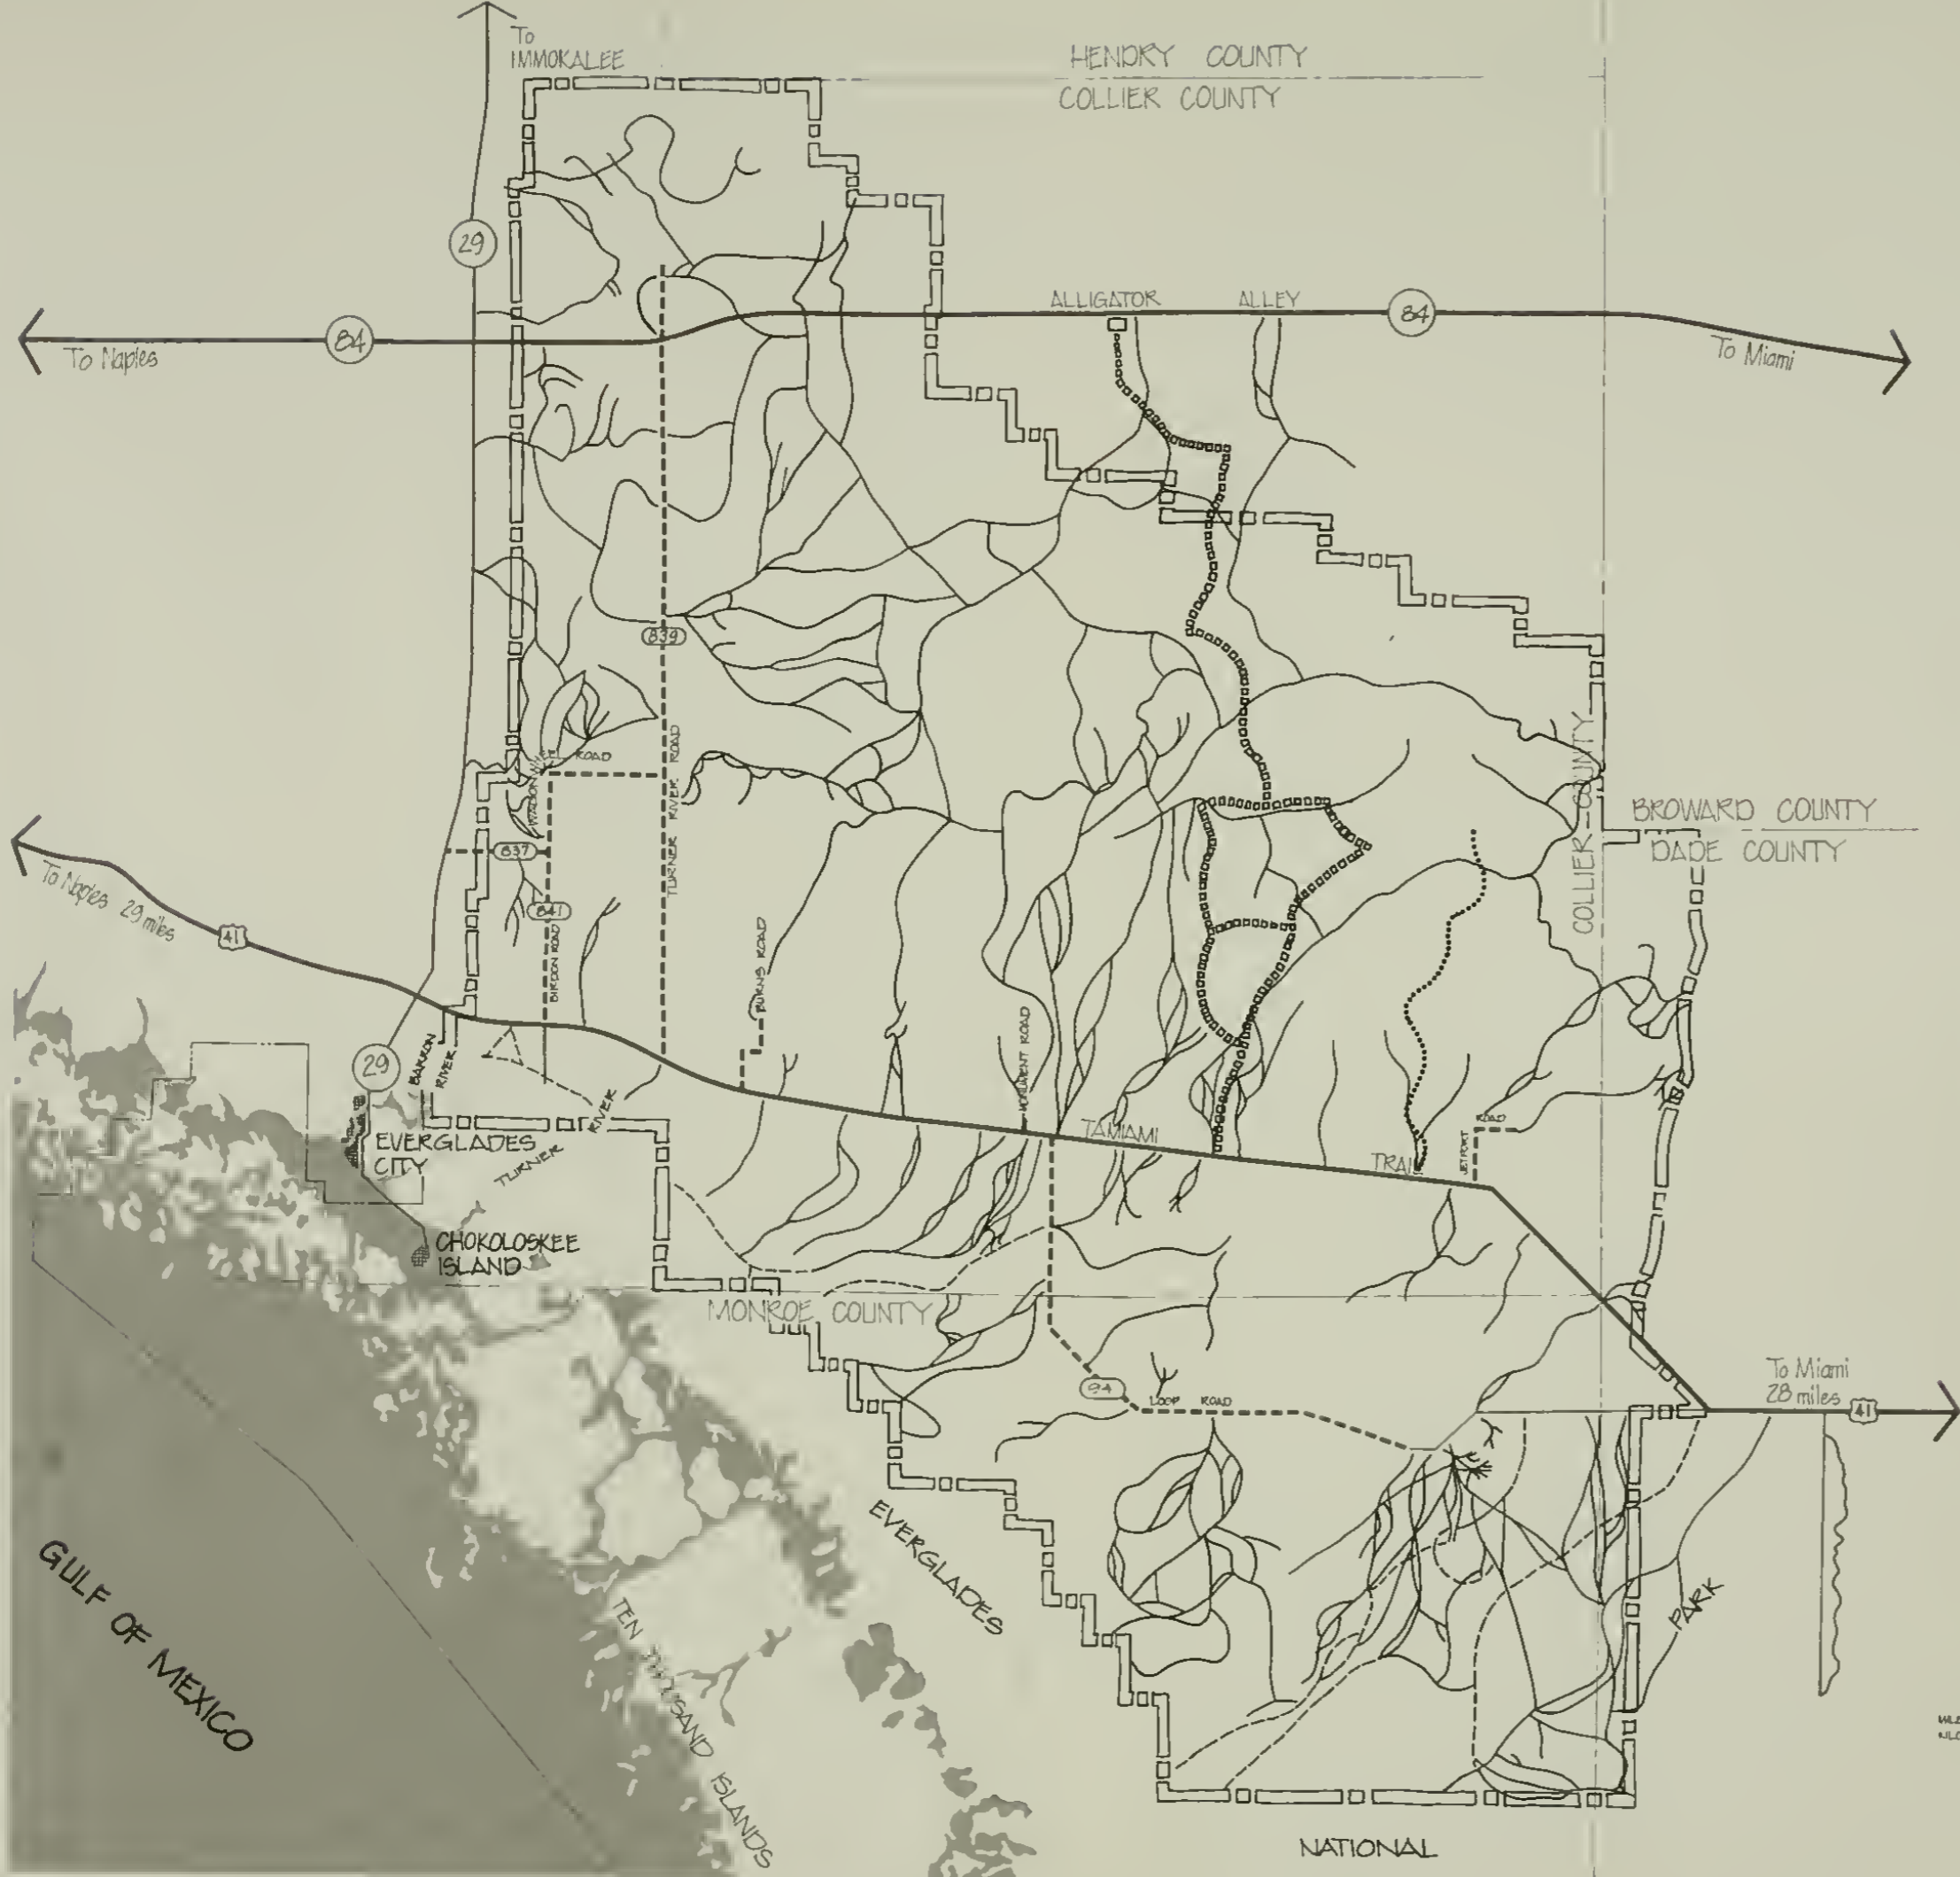 To
IMMOKALEE
HENDRY COUNTY
COLLIER COUNTY
29
ALLIGATOR ALLEY
84
84
To Naples
To Miami
839
WAGONWHEEL ROAD
TURNER RIVER ROAD
COLLIER COUNTY
BROWARD COUNTY
DADE COUNTY
837
841
To Naples 29 miles
41
BIRDON ROAD
BURNS ROAD
MONUMENT ROAD
29
BARRON
RIVER
TURNER RIVER
TAMIAMI TRAIL
JETPORT ROAD
EVERGLADES
CITY
CHOKOLOSKEE
ISLAND
MONROE COUNTY
94
LOOP ROAD
To Miami
28 miles
41
EVERGLADES
PARK
GULF OF MEXICO
TEN THOUSAND ISLANDS
NATIONAL